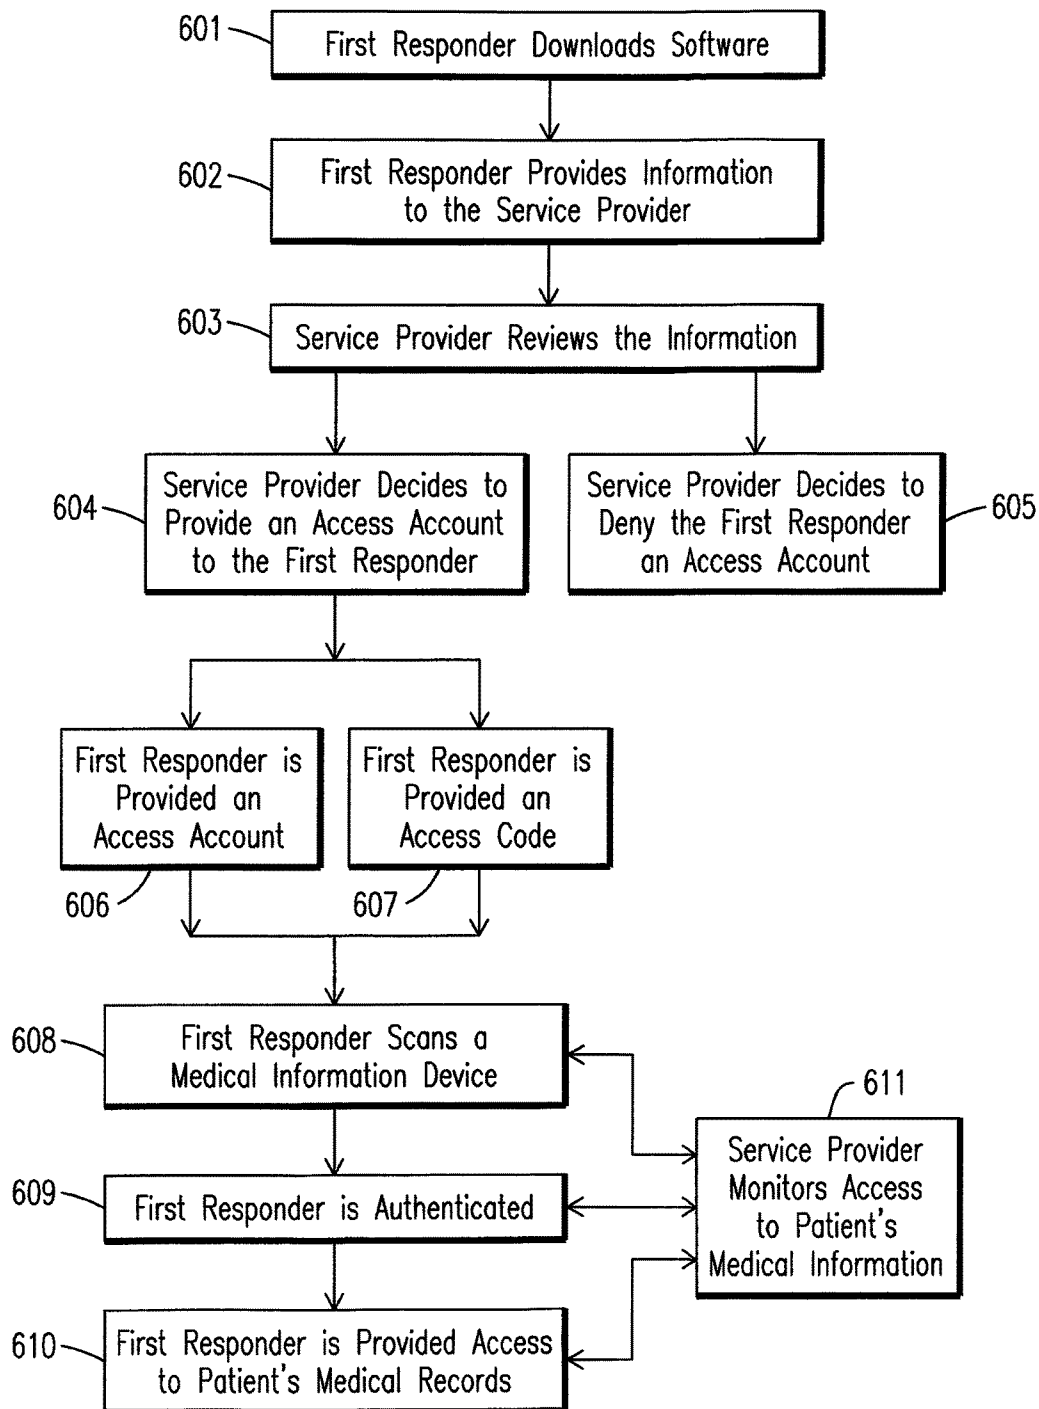 601
First Responder Downloads Software
602
First Responder Provides Information
to the Service Provider
603
Service Provider Reviews the Information
604
Service Provider Decides to
Provide an Access Account
to the First Responder
Service Provider Decides to
Deny the First Responder
an Access Account
605
First Responder is
Provided an
Access Account
606
First Responder is
Provided an
Access Code
607
608
First Responder Scans a
Medical Information Device
609
First Responder is Authenticated
610
First Responder is Provided Access
to Patient's Medical Records
611
Service Provider
Monitors Access
to Patient's
Medical Information